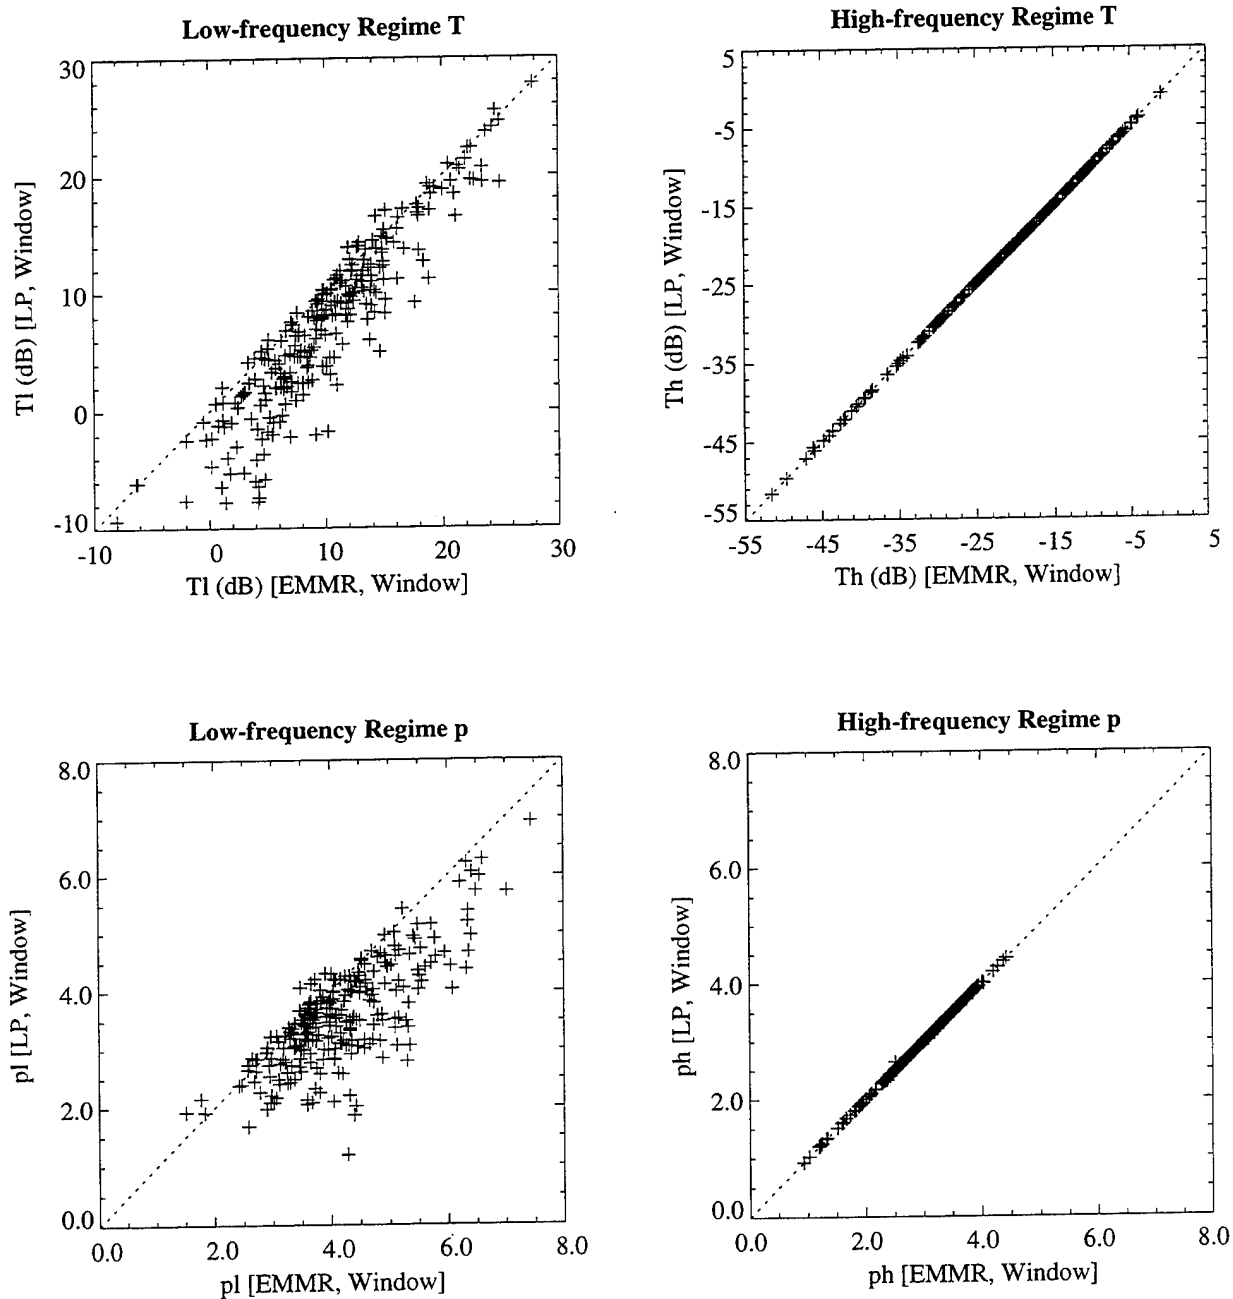 Low-frequency Regime T
30
20
10
0
-10
-10 0 10 20 30
Tl (dB) [LP, Window]
Tl (dB) [EMMR, Window]
High-frequency Regime T
5
-5
-15
-25
-35
-45
-55
-55 -45 -35 -25 -15 -5 5
Th (dB) [LP, Window]
Th (dB) [EMMR, Window]
Low-frequency Regime p
8.0
6.0
4.0
2.0
0.0
0.0 2.0 4.0 6.0 8.0
pl [LP, Window]
pl [EMMR, Window]
High-frequency Regime p
8.0
6.0
4.0
2.0
0.0
0.0 2.0 4.0 6.0 8.0
ph [LP, Window]
ph [EMMR, Window]